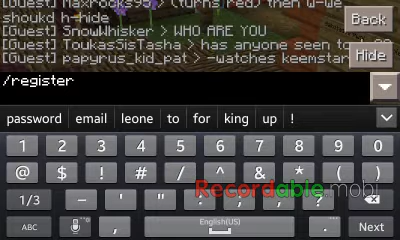 [Guest] Maxrocks95 > (turns red) then w-we
shoukd h-hide
[Guest] SnowWhisker > WHO ARE YOU
[Guest] ToukasSisTasha > has anyone seen to
[Guest] papyrus_kid_pat > -watches keenstar
Back
Hide
/register
password email leone to for king up !
1 2 3 4 5 6 7 8 9 0
@ $ ! # / ^ & * ( )
1/3 - ' " : ; , ?
Recordable.mobi
ABC , English(US) . Next